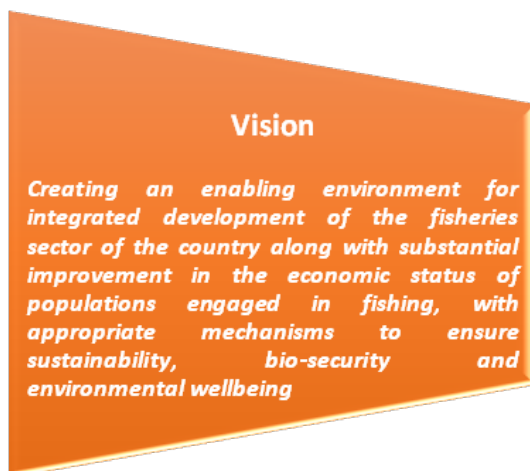 Vision
Creating an enabling environment for
integrated development of the fisheries
sector of the country along with substantial
improvement in the economic status of
populations engaged in fishing, with
appropriate mechanisms to ensure
sustainability, bio-security and
environmental wellbeing